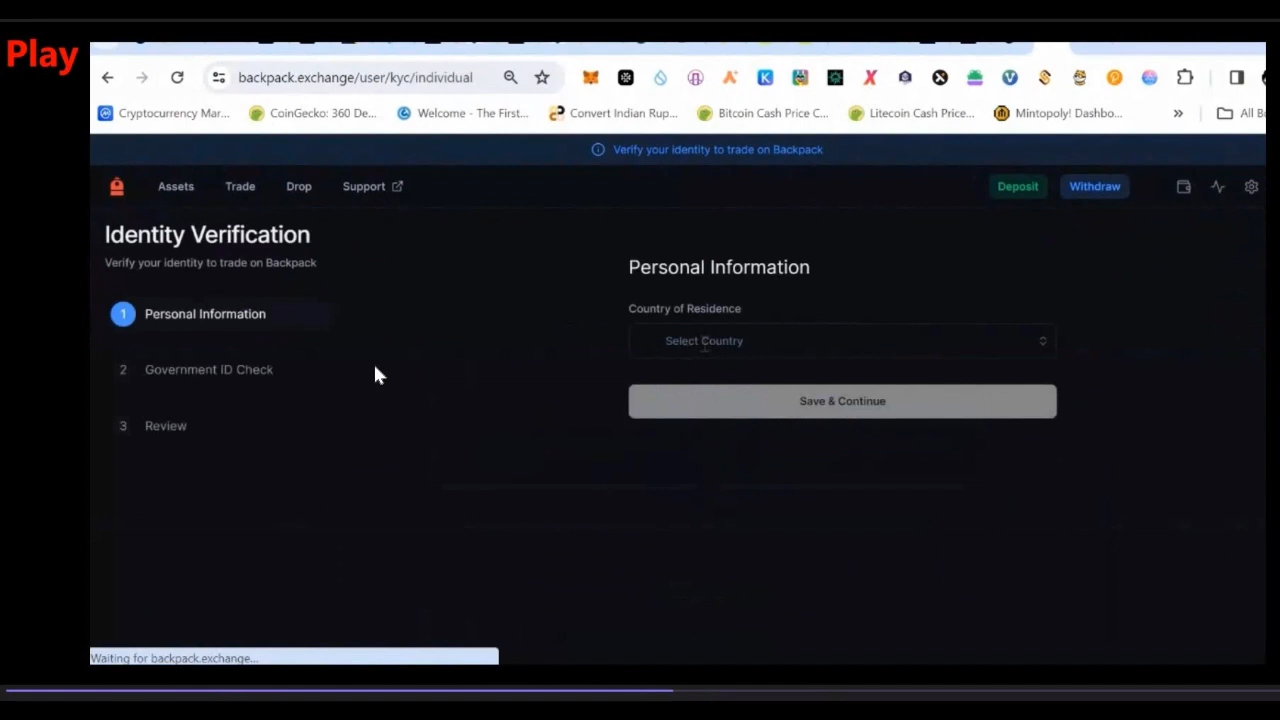 Play
backpack.exchange/user/kyc/individual
Cryptocurrency Mar...
CoinGecko: 360 De...
Welcome - The First...
Convert Indian Rup...
Bitcoin Cash Price C...
Litecoin Cash Price...
Mintopoly! Dashbo...
»
All B
Verify your identity to trade on Backpack
Assets
Trade
Drop
Support
Deposit
Withdraw
Identity Verification
Verify your identity to trade on Backpack
1 Personal Information
2 Government ID Check
3 Review
Personal Information
Country of Residence
Select Country
Save & Continue
Waiting for backpack.exchange...